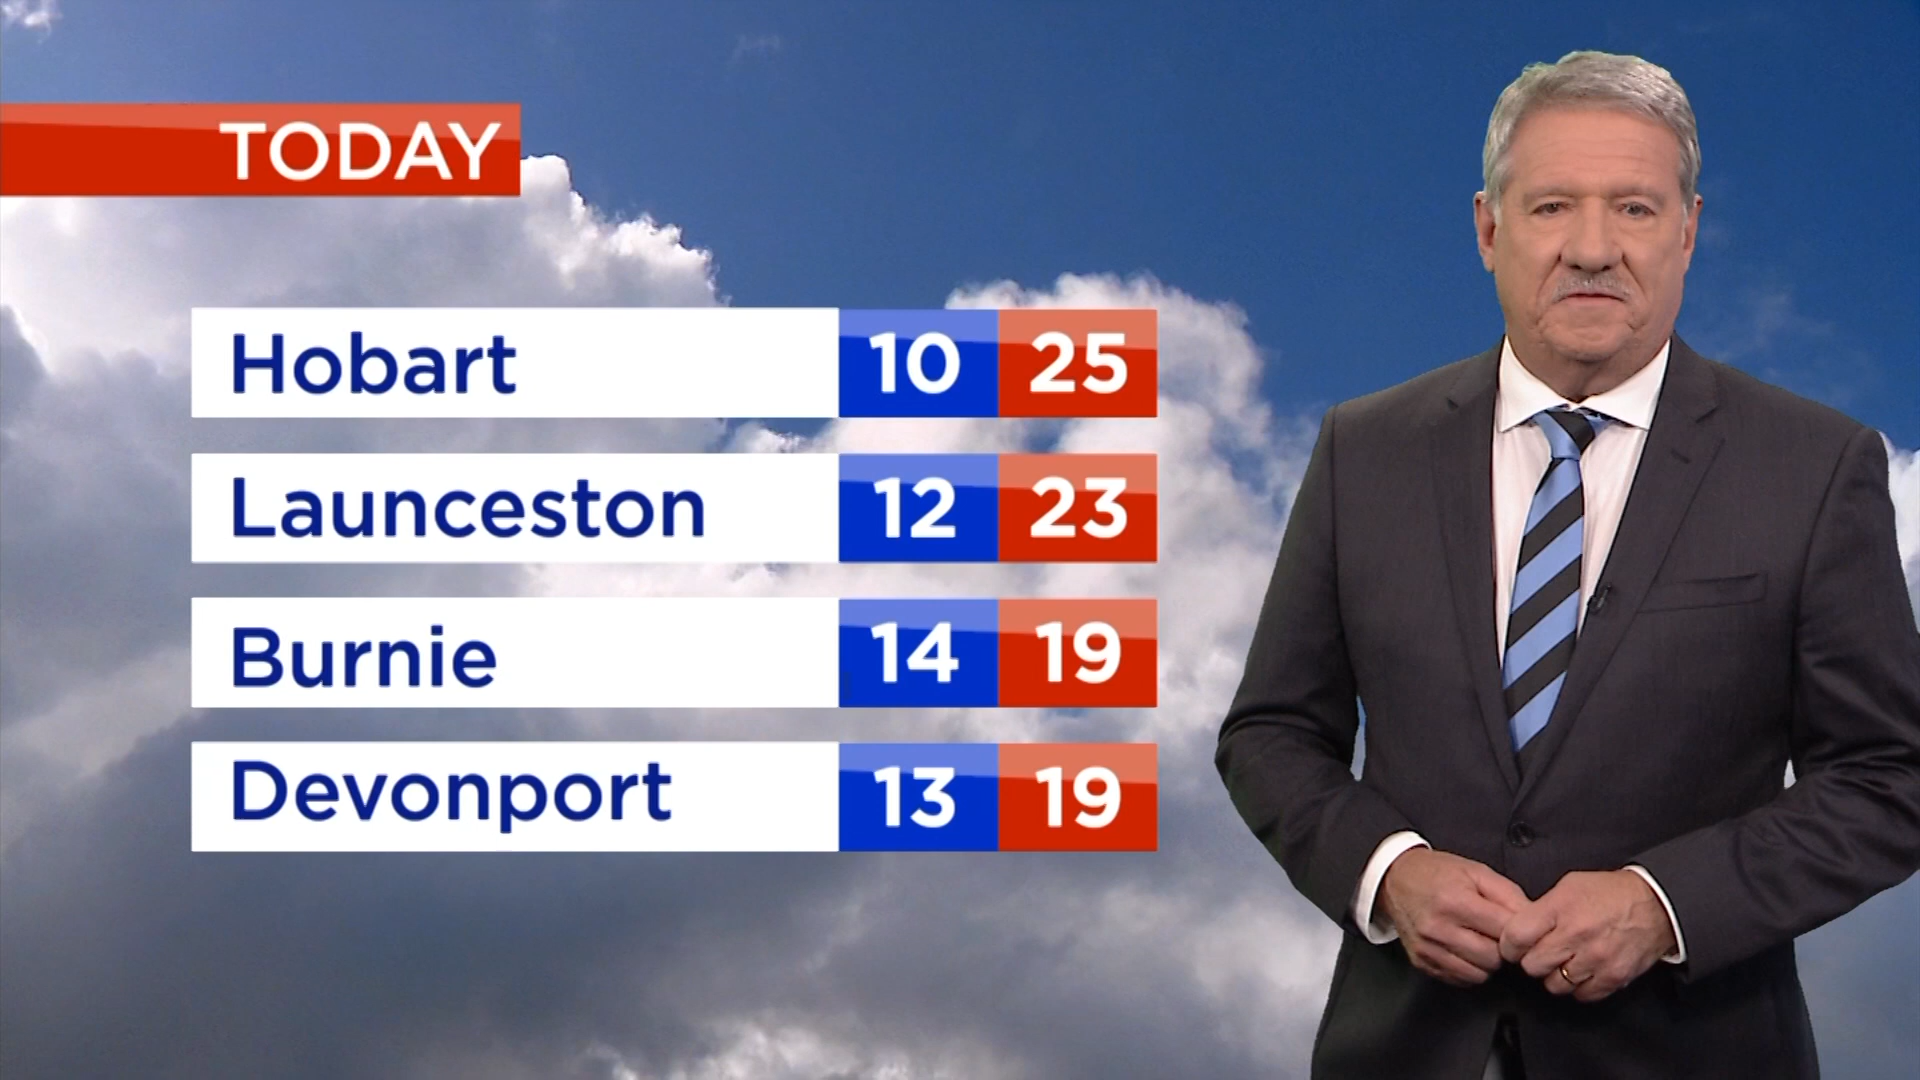 TODAY
Hobart 10 25
Launceston 12 23
Burnie 14 19
Devonport 13 19